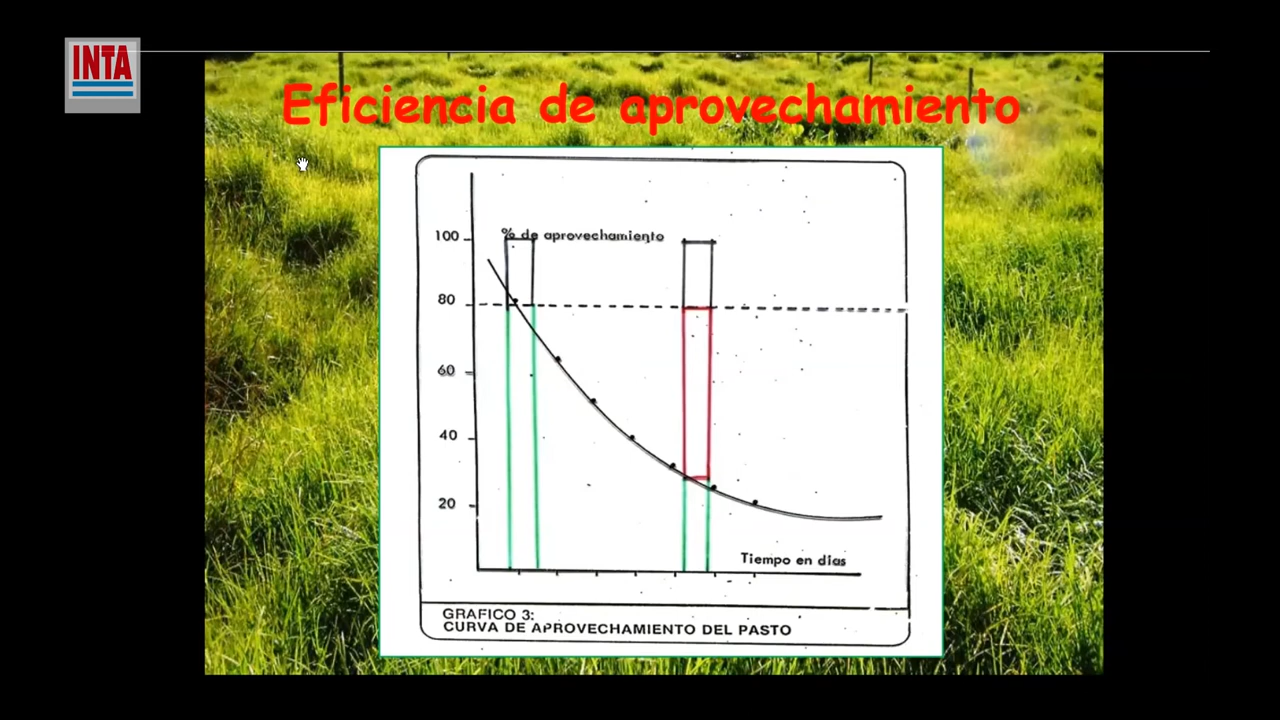 INTA
Eficiencia de aprovechamiento
% de aprovechamiento
100
80
60
40
20
Tiempo en dias
GRAFICO 3:
CURVA DE APROVECHAMIENTO DEL PASTO